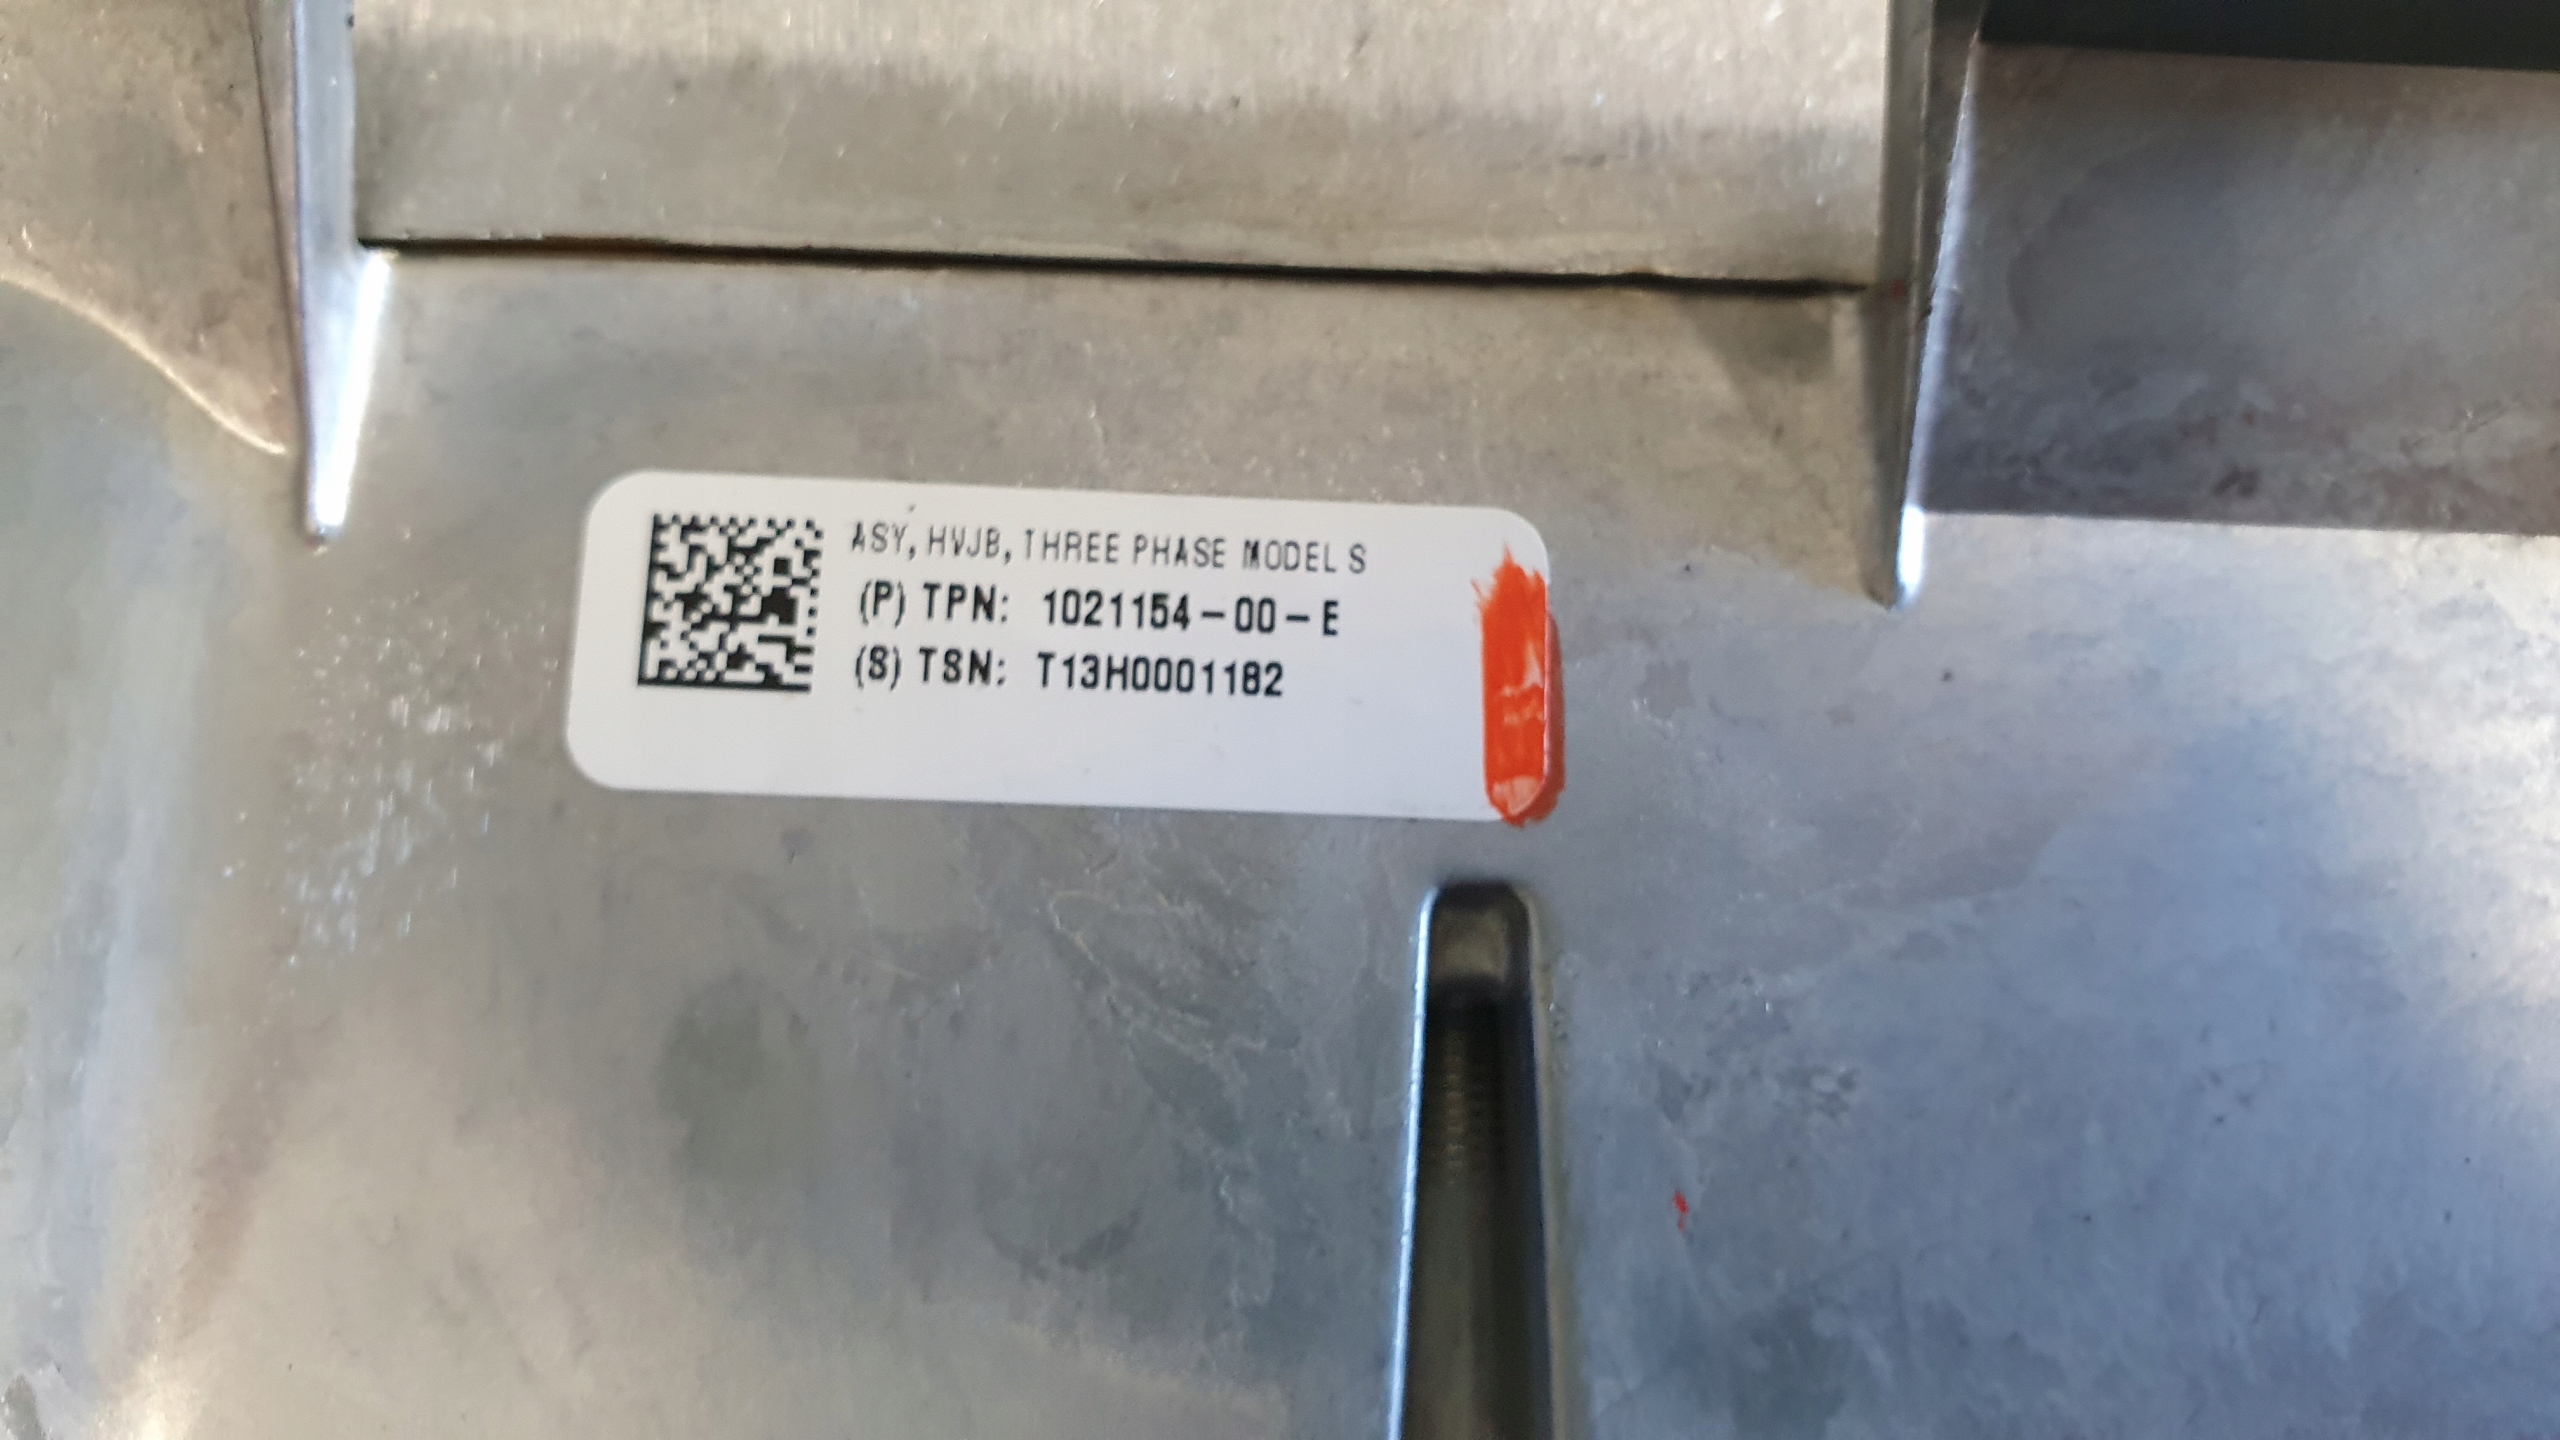 ASY, HVJB, THREE PHASE MODEL S
(P) TPN: 1021154-00-E
(S) TSN: T13H0001182